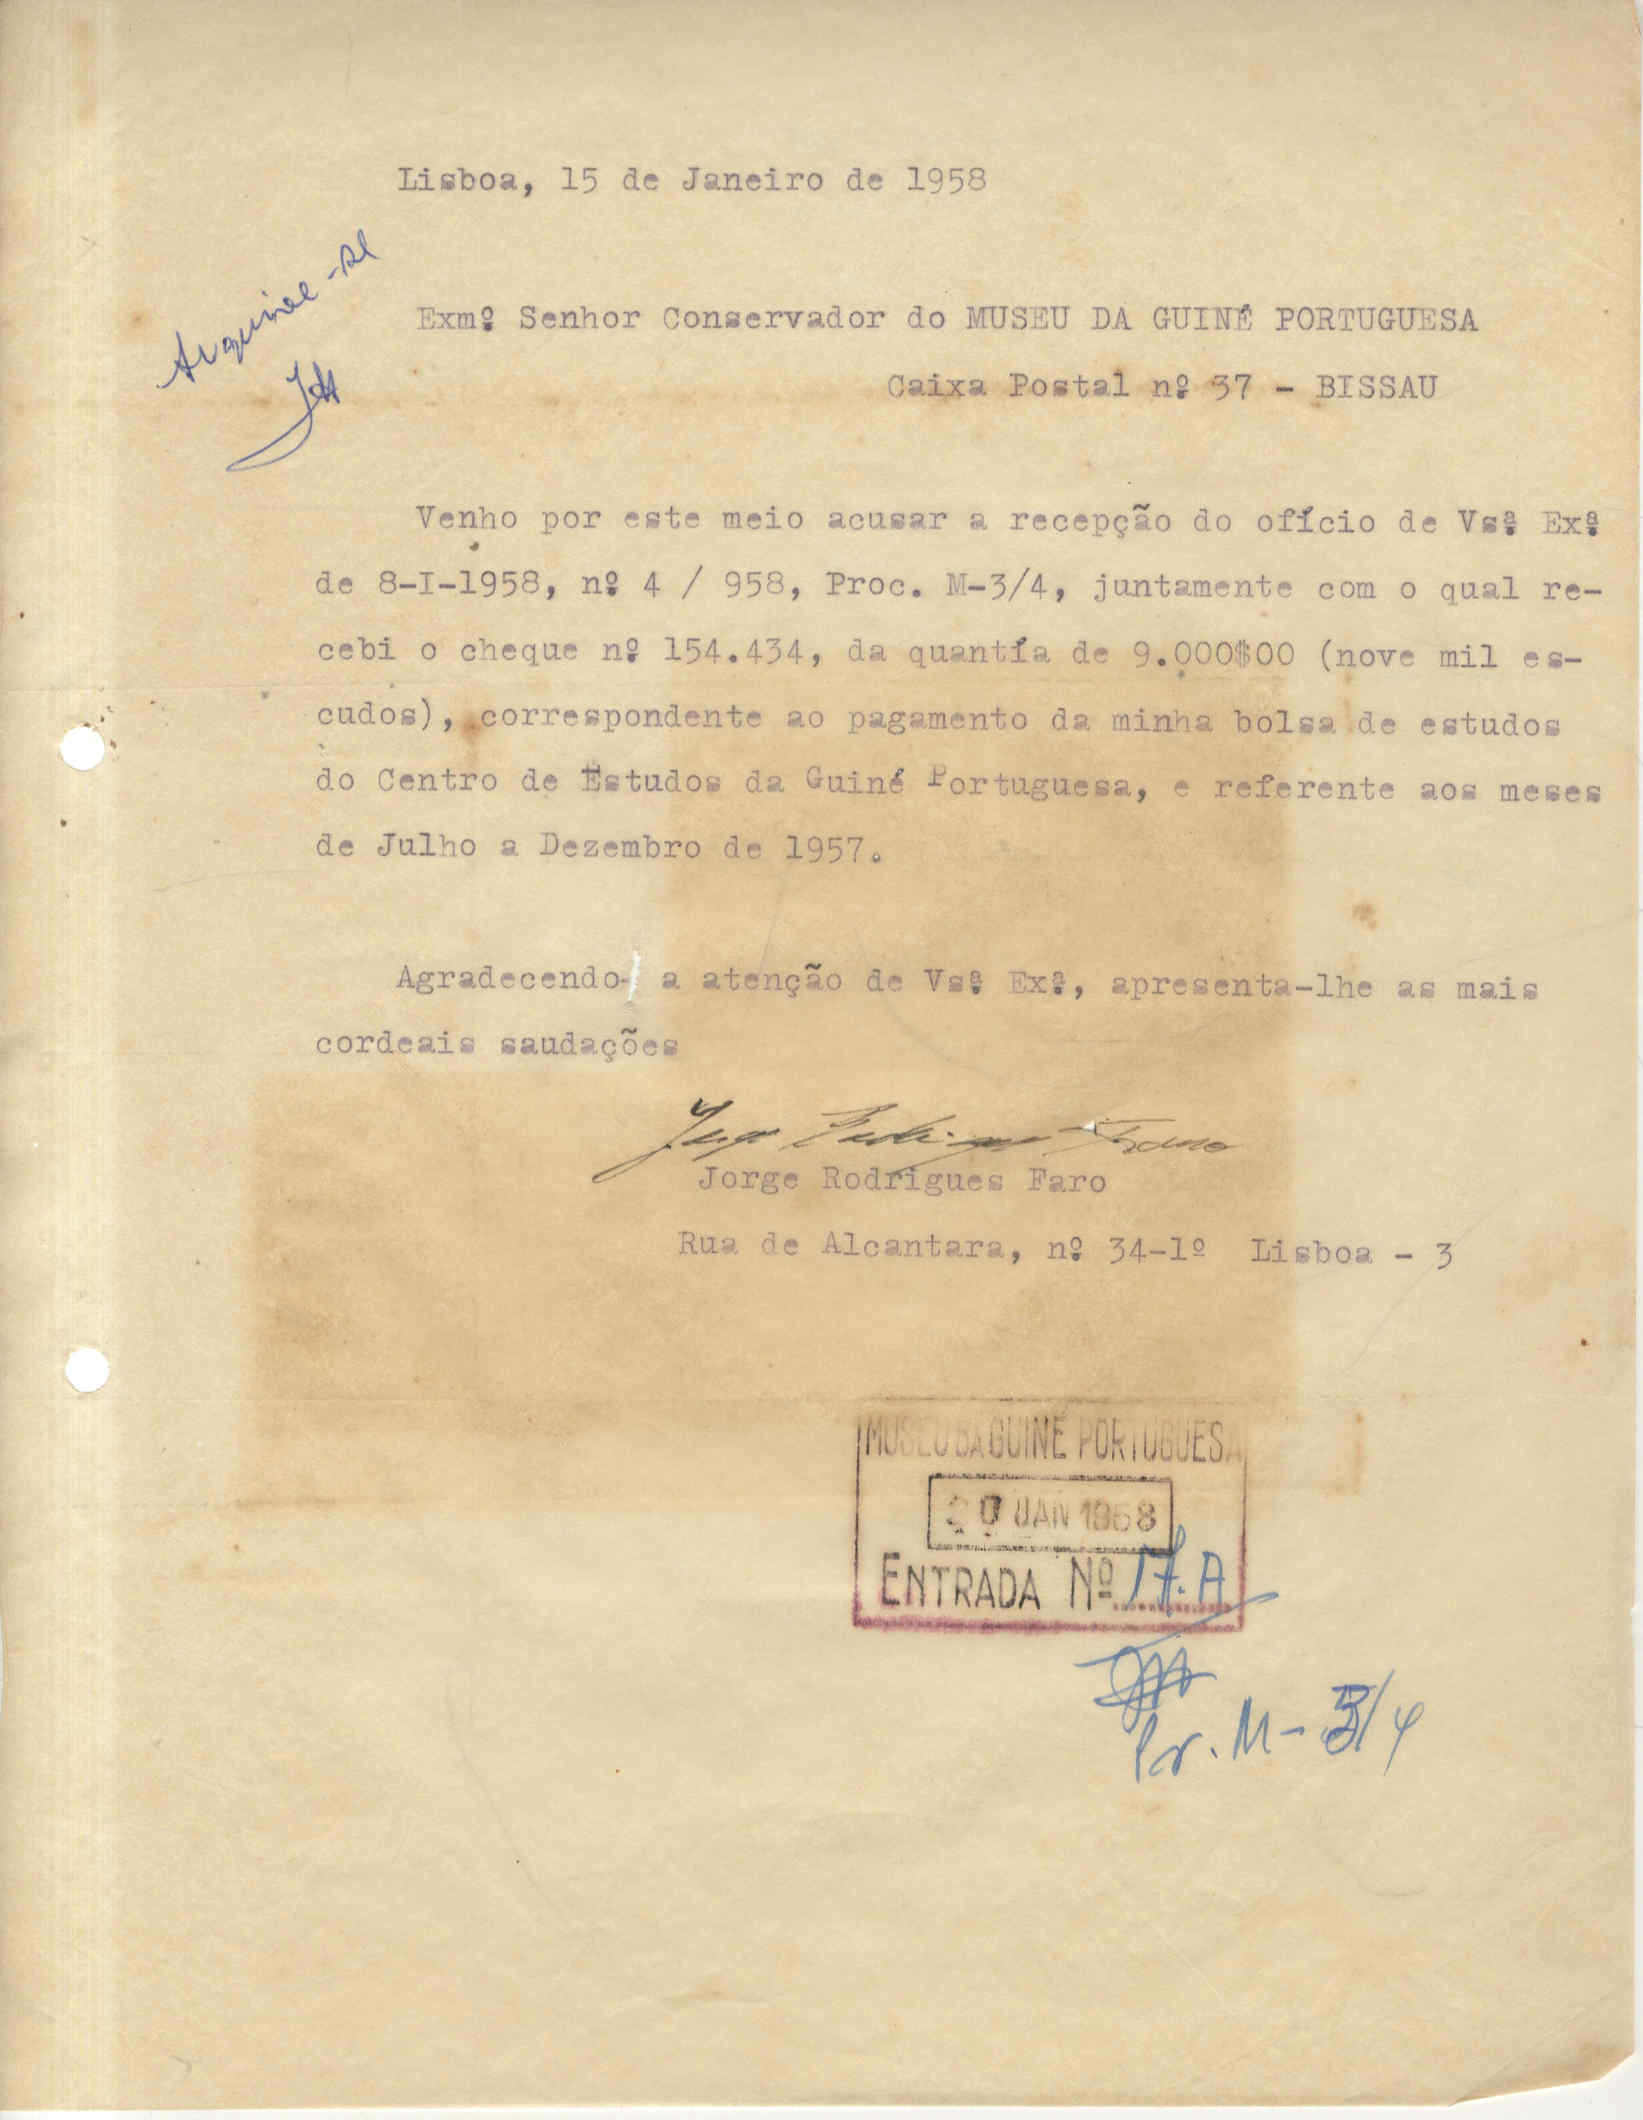 Lisboa, 15 de Janeiro de 1958
Arquive-se
Exmº Senhor Conservador do MUSEU DA GUINÉ PORTUGUESA
Caixa Postal nº 37 - BISSAU
Venho por este meio acusar a recepção do ofício de Vsª Exª
de 8-I-1958, nº 4 / 958, Proc. M-3/4, juntamente com o qual re-
cebi o cheque nº 154.434, da quantía de 9.000$00 (nove mil es-
cudos), correspondente ao pagamento da minha bolsa de estudos
do Centro de Estudos da Guiné Portuguesa, e referente aos meses
de Julho a Dezembro de 1957.
Agradecendo- a atenção de Vsª Exª, apresenta-lhe as mais
cordeais saudações
Jorge Rodrigues Faro
Jorge Rodrigues Faro
Rua de Alcantara, nº 34-1º Lisboa - 3
MUSEU DA GUINÉ PORTUGUESA
JAN 1958
ENTRADA Nº 17.A
Pr. M-3/4